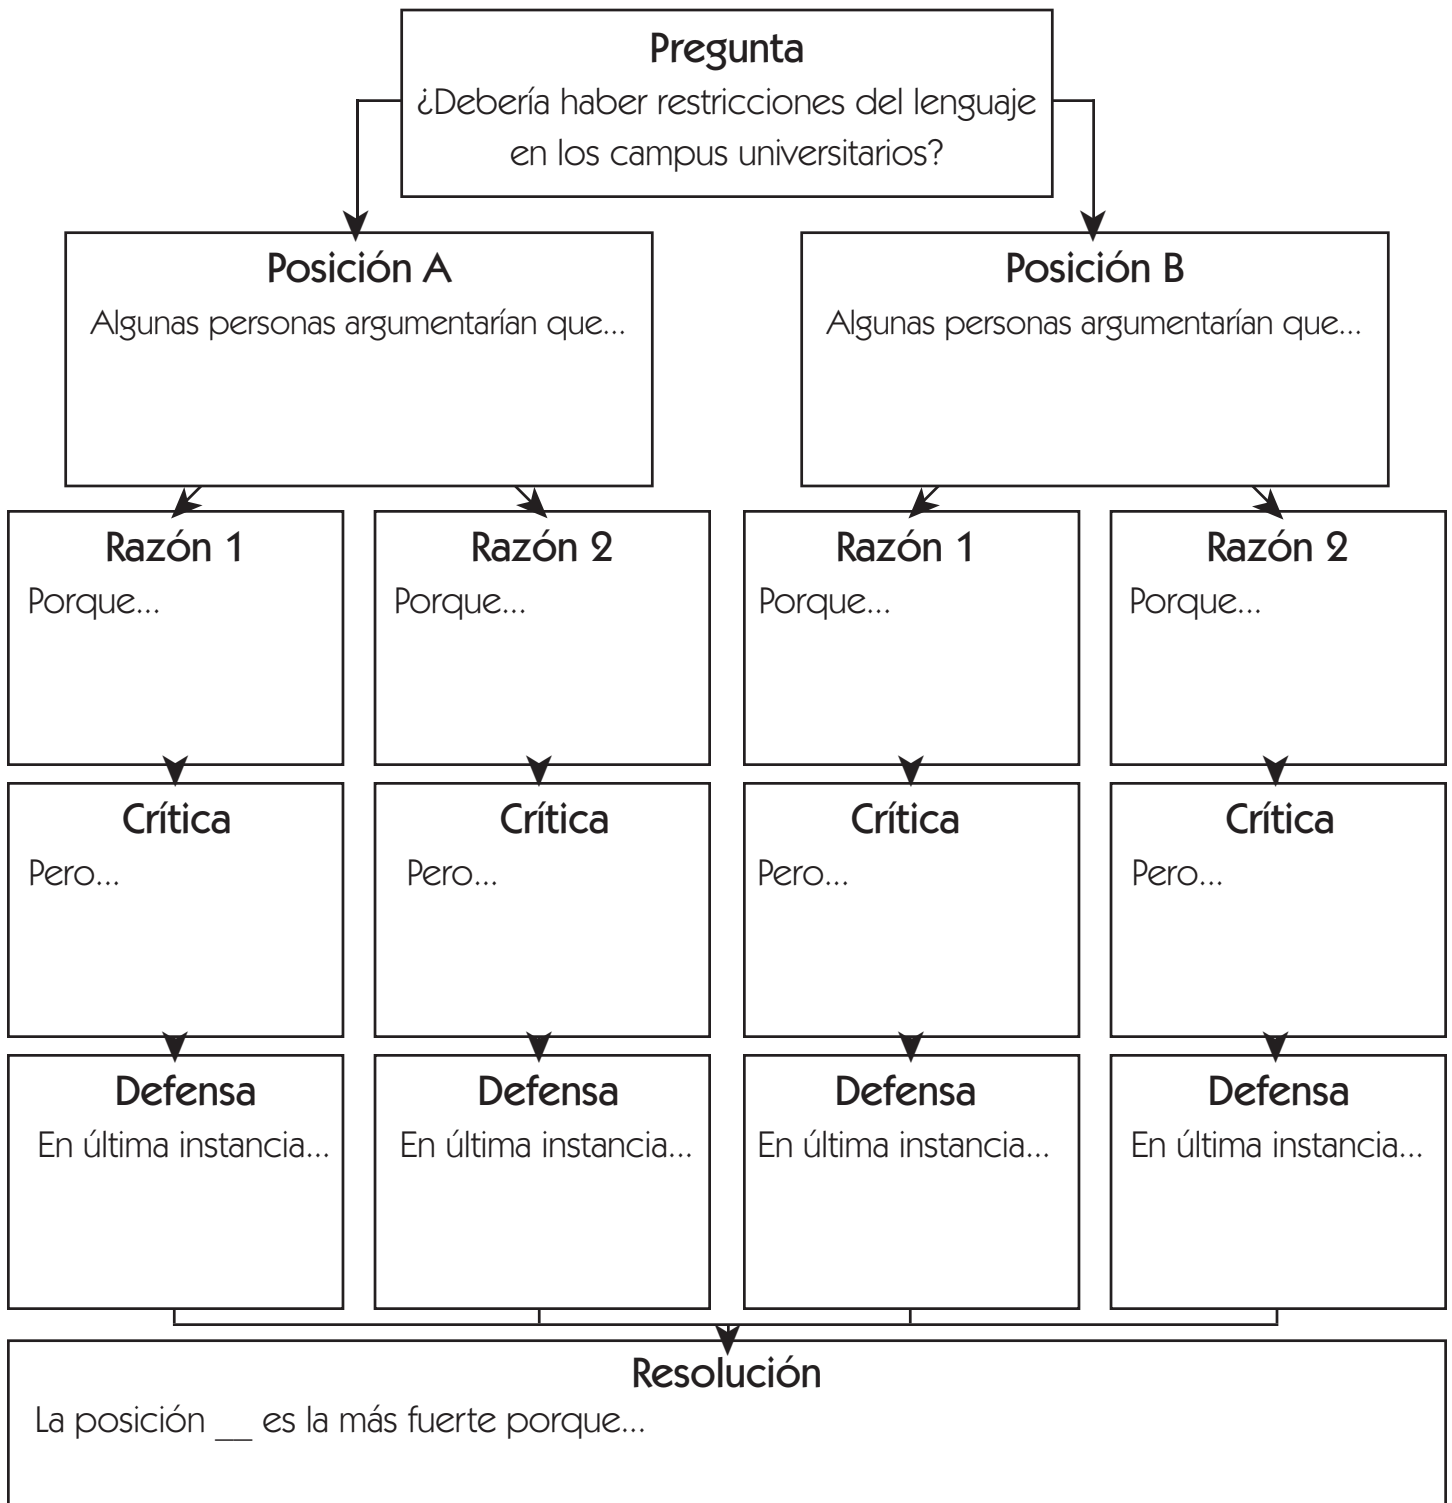 Pregunta
¿Debería haber restricciones del lenguaje
en los campus universitarios?
Posición A
Algunas personas argumentarían que...
Posición B
Algunas personas argumentarían que...
Razón 1
Porque...
Razón 2
Porque...
Razón 1
Porque...
Razón 2
Porque...
Crítica
Pero...
Crítica
Pero...
Crítica
Pero...
Crítica
Pero...
Defensa
En última instancia...
Defensa
En última instancia...
Defensa
En última instancia...
Defensa
En última instancia...
Resolución
La posición __ es la más fuerte porque...